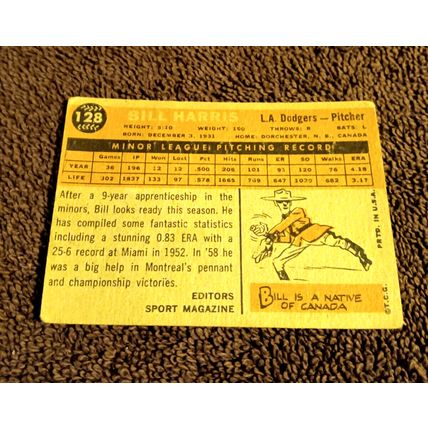 128
BILL HARRIS
L.A. Dodgers — Pitcher
HEIGHT: 5:10 WEIGHT: 190 THROWS: R BATS: L
BORN: DECEMBER 3, 1931 HOME: DORCHESTER, N. B., CANADA
MINOR LEAGUE PITCHING RECORD
Games IP Won Lost Pct Hits Runs ER SO Walks ERA
YEAR 36 196 12 12 .500 206 120 76 4.18
LIFE 302 1837 133 97 .578 1665 647 682 3.17
After a 9-year apprenticeship in the
minors, Bill looks ready this season. He
has compiled some fantastic statistics
including a stunning 0.83 ERA with a
25-6 record at Miami in 1952. In '58 he
was a big help in Montreal's pennant
and championship victories.
EDITORS
SPORT MAGAZINE
BILL IS A NATIVE
OF CANADA
©T.C.G. PRTD. IN U.S.A.